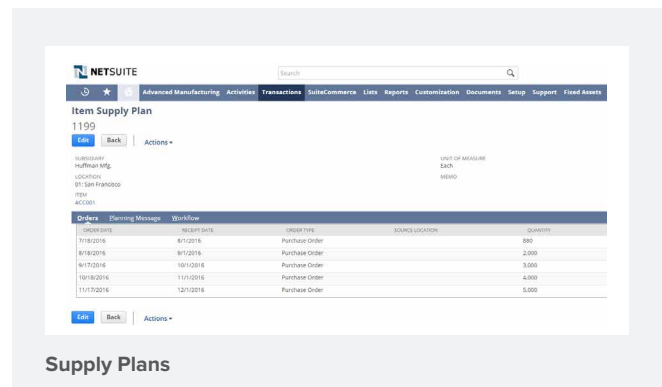 NETSUITE
Search
Advanced Manufacturing Activities Transactions SuiteCommerce Lists Reports Customization Documents Setup Support Fixed Assets
Item Supply Plan
1199
Edit Back Actions
SUBSIDIARY UNIT OF MEASURE
Huffman Mfg. Each
LOCATION MEMO
01: San Francisco
ITEM
ACC001
Orders Planning Message Workflow
ORDER DATE RECEIPT DATE ORDER TYPE SOURCE LOCATION QUANTITY
7/18/2016 8/1/2016 Purchase Order 880
8/18/2016 9/1/2016 Purchase Order 2,000
9/17/2016 10/1/2016 Purchase Order 3,000
10/18/2016 11/1/2016 Purchase Order 4,000
11/17/2016 12/1/2016 Purchase Order 5,000
Edit Back Actions
Supply Plans